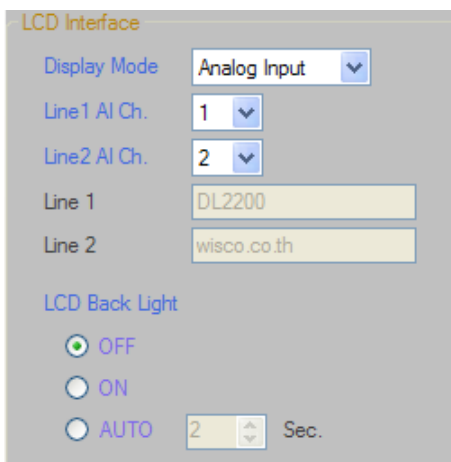 LCD Interface
Display Mode Analog Input
Line1 AI Ch. 1
Line2 AI Ch. 2
Line 1 DL2200
Line 2 wisco.co.th
LCD Back Light
OFF
ON
AUTO 2 Sec.